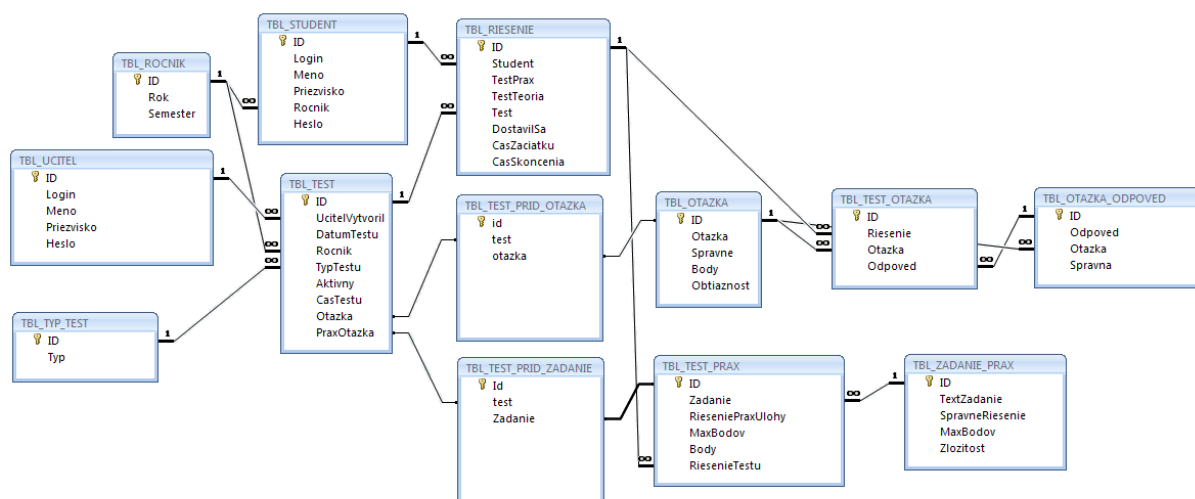 TBL_ROCNIK
ID
Rok
Semester
TBL_STUDENT
ID
Login
Meno
Priezvisko
Rocnik
Heslo
TBL_RIESENIE
ID
Student
TestPrax
TestTeoria
Test
DostavilSa
CasZaciatku
CasSkoncenia
TBL_UCITEL
ID
Login
Meno
Priezvisko
Heslo
TBL_TEST
ID
UcitelVytvoril
DatumTestu
Rocnik
TypTestu
Aktivny
CasTestu
Otazka
PraxOtazka
TBL_TEST_PRID_OTAZKA
id
test
otazka
TBL_OTAZKA
ID
Otazka
Spravne
Body
Obtiaznost
TBL_TEST_OTAZKA
ID
Riesenie
Otazka
Odpoved
TBL_OTAZKA_ODPOVED
ID
Odpoved
Otazka
Spravna
TBL_TYP_TEST
ID
Typ
TBL_TEST_PRID_ZADANIE
Id
test
Zadanie
TBL_TEST_PRAX
ID
Zadanie
RieseniePraxUlohy
MaxBodov
Body
RiesenieTestu
TBL_ZADANIE_PRAX
ID
TextZadanie
SpravneRiesenie
MaxBodov
Zlozitost
1
∞
1
∞
1
∞
1
∞
∞
1
∞
1
∞
1
∞
∞
1
∞
∞
1
∞
1
∞